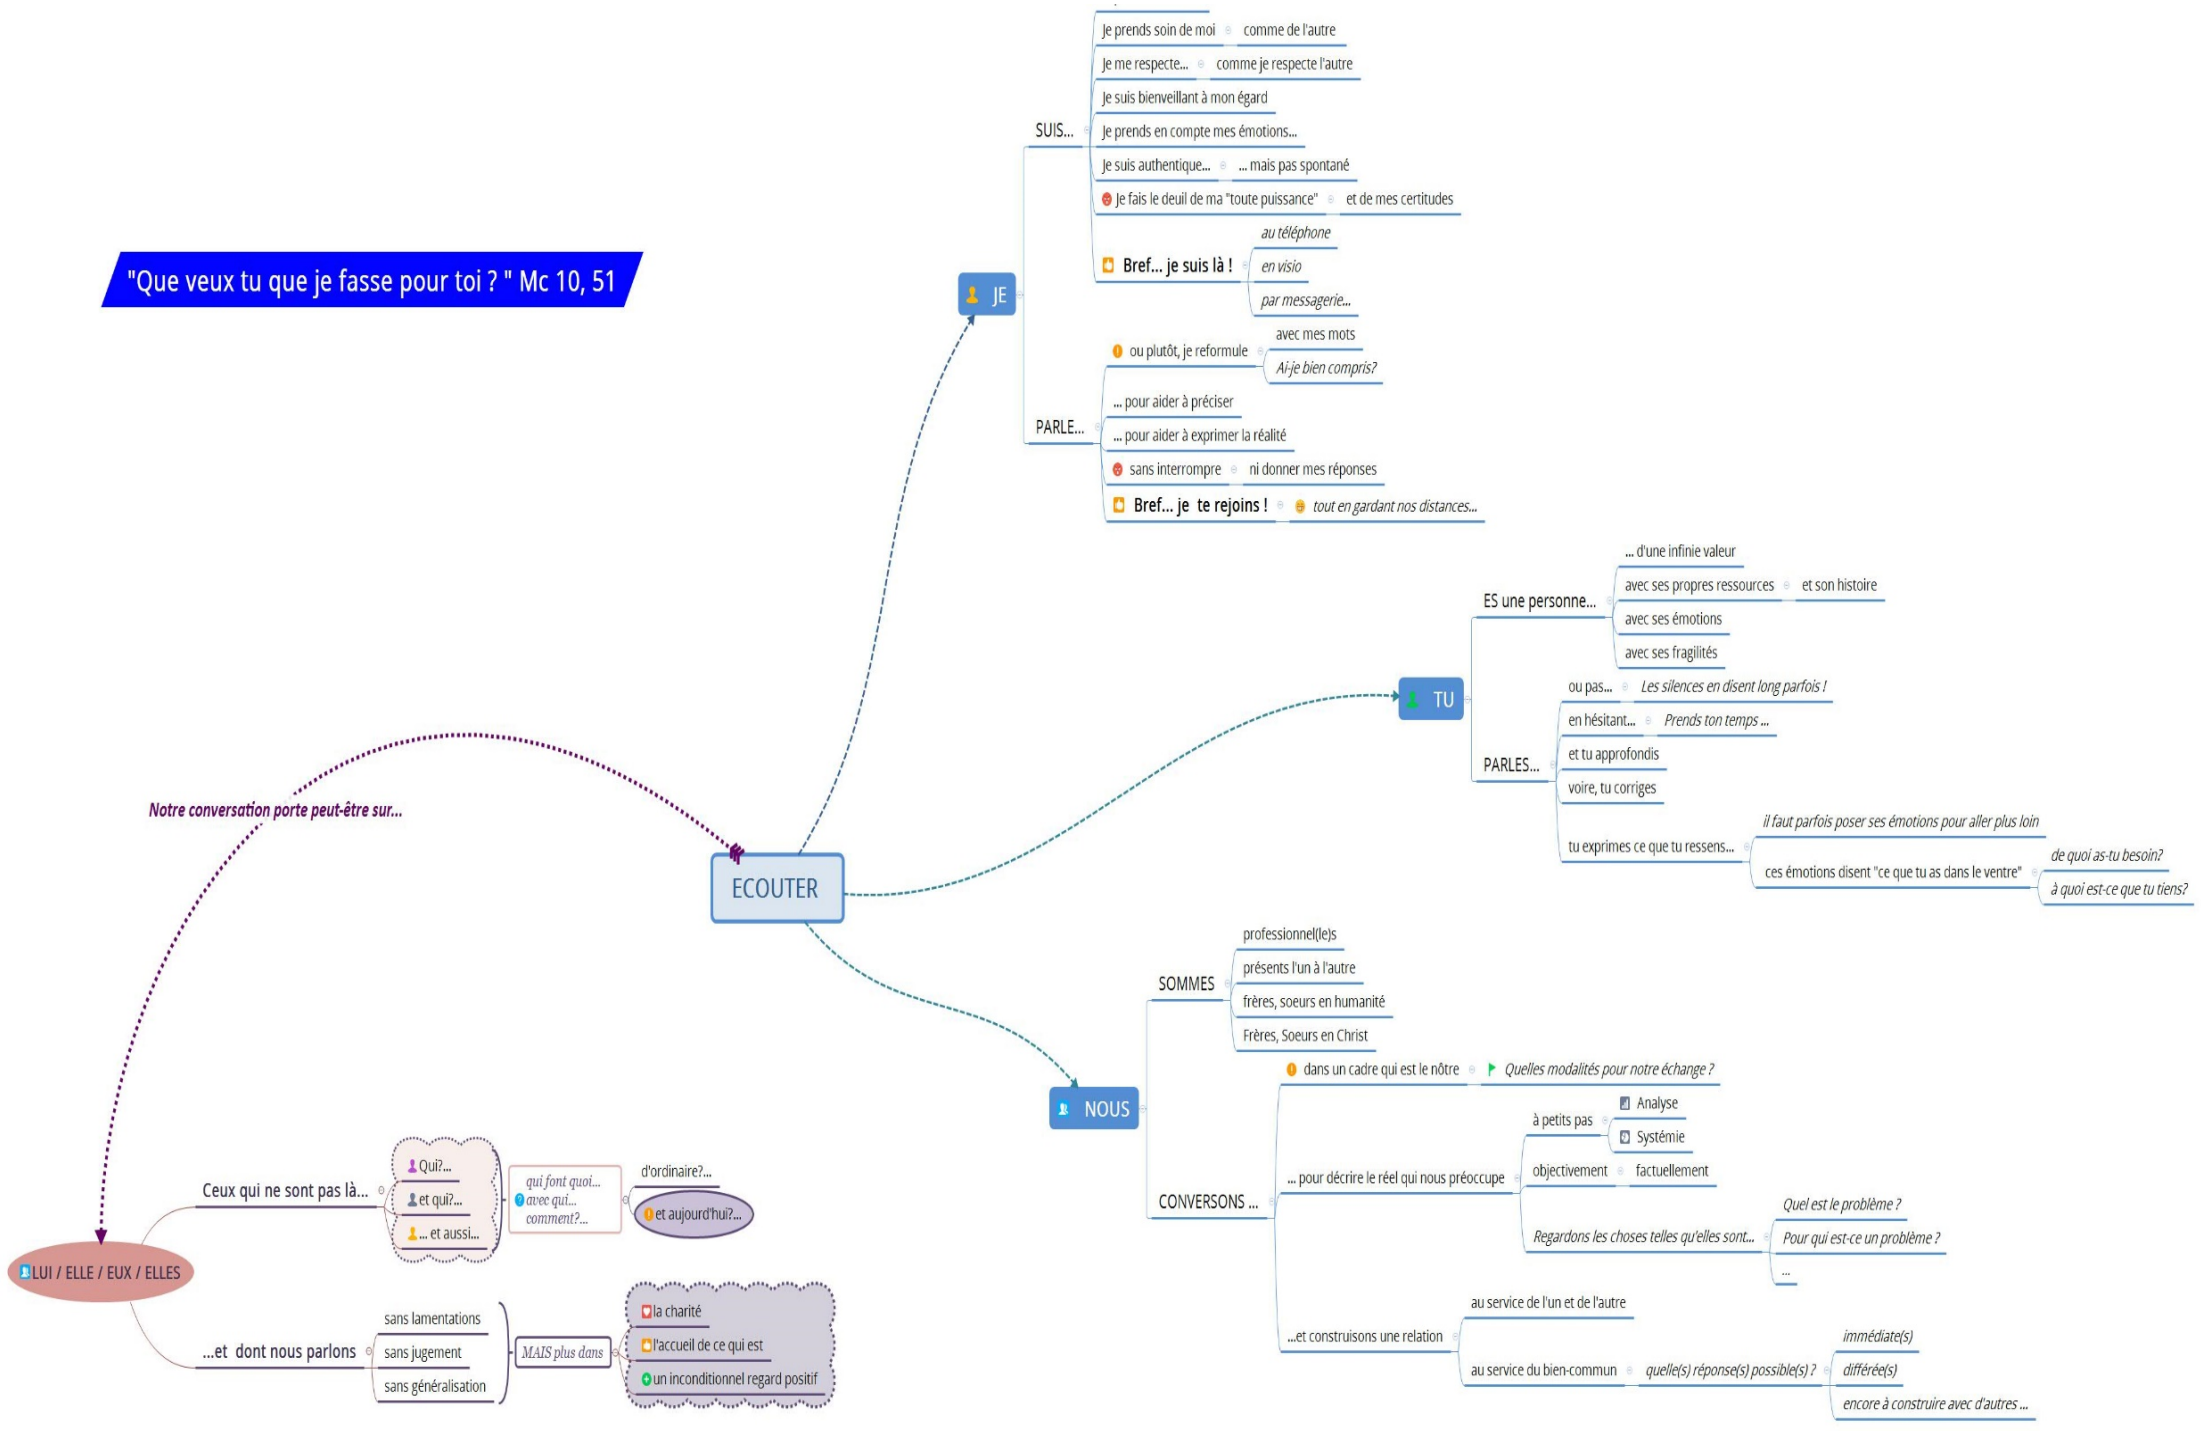 "Que veux tu que je fasse pour toi ? " Mc 10, 51
ECOUTER
JE
SUIS...
Je prends soin de moi
comme de l'autre
Je me respecte...
comme je respecte l'autre
Je suis bienveillant à mon égard
Je prends en compte mes émotions...
Je suis authentique...
... mais pas spontané
Je fais le deuil de ma "toute puissance"
et de mes certitudes
Bref... je suis là !
au téléphone
en visio
par messagerie...
PARLE...
ou plutôt, je reformule
avec mes mots
Ai-je bien compris?
... pour aider à préciser
... pour aider à exprimer la réalité
sans interrompre
ni donner mes réponses
Bref... je te rejoins !
tout en gardant nos distances...
TU
ES une personne...
... d'une infinie valeur
avec ses propres ressources
et son histoire
avec ses émotions
avec ses fragilités
PARLES...
ou pas...
Les silences en disent long parfois !
en hésitant...
Prends ton temps ...
et tu approfondis
voire, tu corriges
tu exprimes ce que tu ressens...
il faut parfois poser ses émotions pour aller plus loin
ces émotions disent "ce que tu as dans le ventre"
de quoi as-tu besoin?
à quoi est-ce que tu tiens?
NOUS
SOMMES
professionnel(le)s
présents l'un à l'autre
frères, soeurs en humanité
Frères, Soeurs en Christ
CONVERSONS ...
dans un cadre qui est le nôtre
Quelles modalités pour notre échange ?
... pour décrire le réel qui nous préoccupe
à petits pas
Analyse
Systémie
objectivement
factuellement
Regardons les choses telles qu'elles sont...
Quel est le problème ?
Pour qui est-ce un problème ?
...
...et construisons une relation
au service de l'un et de l'autre
au service du bien-commun
quelle(s) réponse(s) possible(s) ?
immédiate(s)
différée(s)
encore à construire avec d'autres ...
Notre conversation porte peut-être sur...
LUI / ELLE / EUX / ELLES
Ceux qui ne sont pas là...
Qui?...
et qui?...
... et aussi...
qui font quoi...
avec qui...
comment?...
d'ordinaire?...
et aujourd'hui?...
...et dont nous parlons
sans lamentations
sans jugement
sans généralisation
MAIS plus dans
la charité
l'accueil de ce qui est
un inconditionnel regard positif